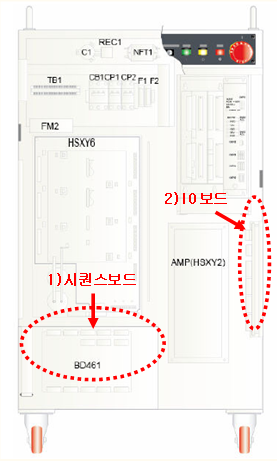 REC1
C1
NFT1
TB1
CB1 CP1 CP2
F1 F2
FM2
HSXY6
2) IO 보드
1)시퀀스보드
AMP(HSXY2)
BD461